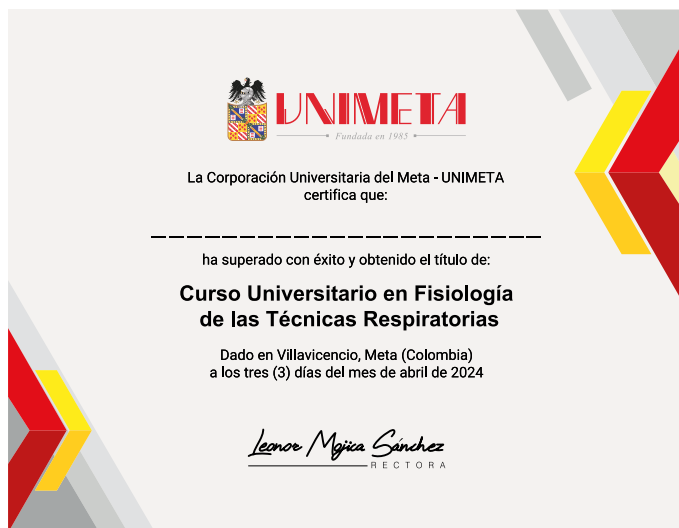 UNIMETA
Fundada en 1985
La Corporación Universitaria del Meta - UNIMETA
certifica que:
ha superado con éxito y obtenido el título de:
Curso Universitario en Fisiología
de las Técnicas Respiratorias
Dado en Villavicencio, Meta (Colombia)
a los tres (3) días del mes de abril de 2024
Leonor Mojica Sánchez
RECTORA